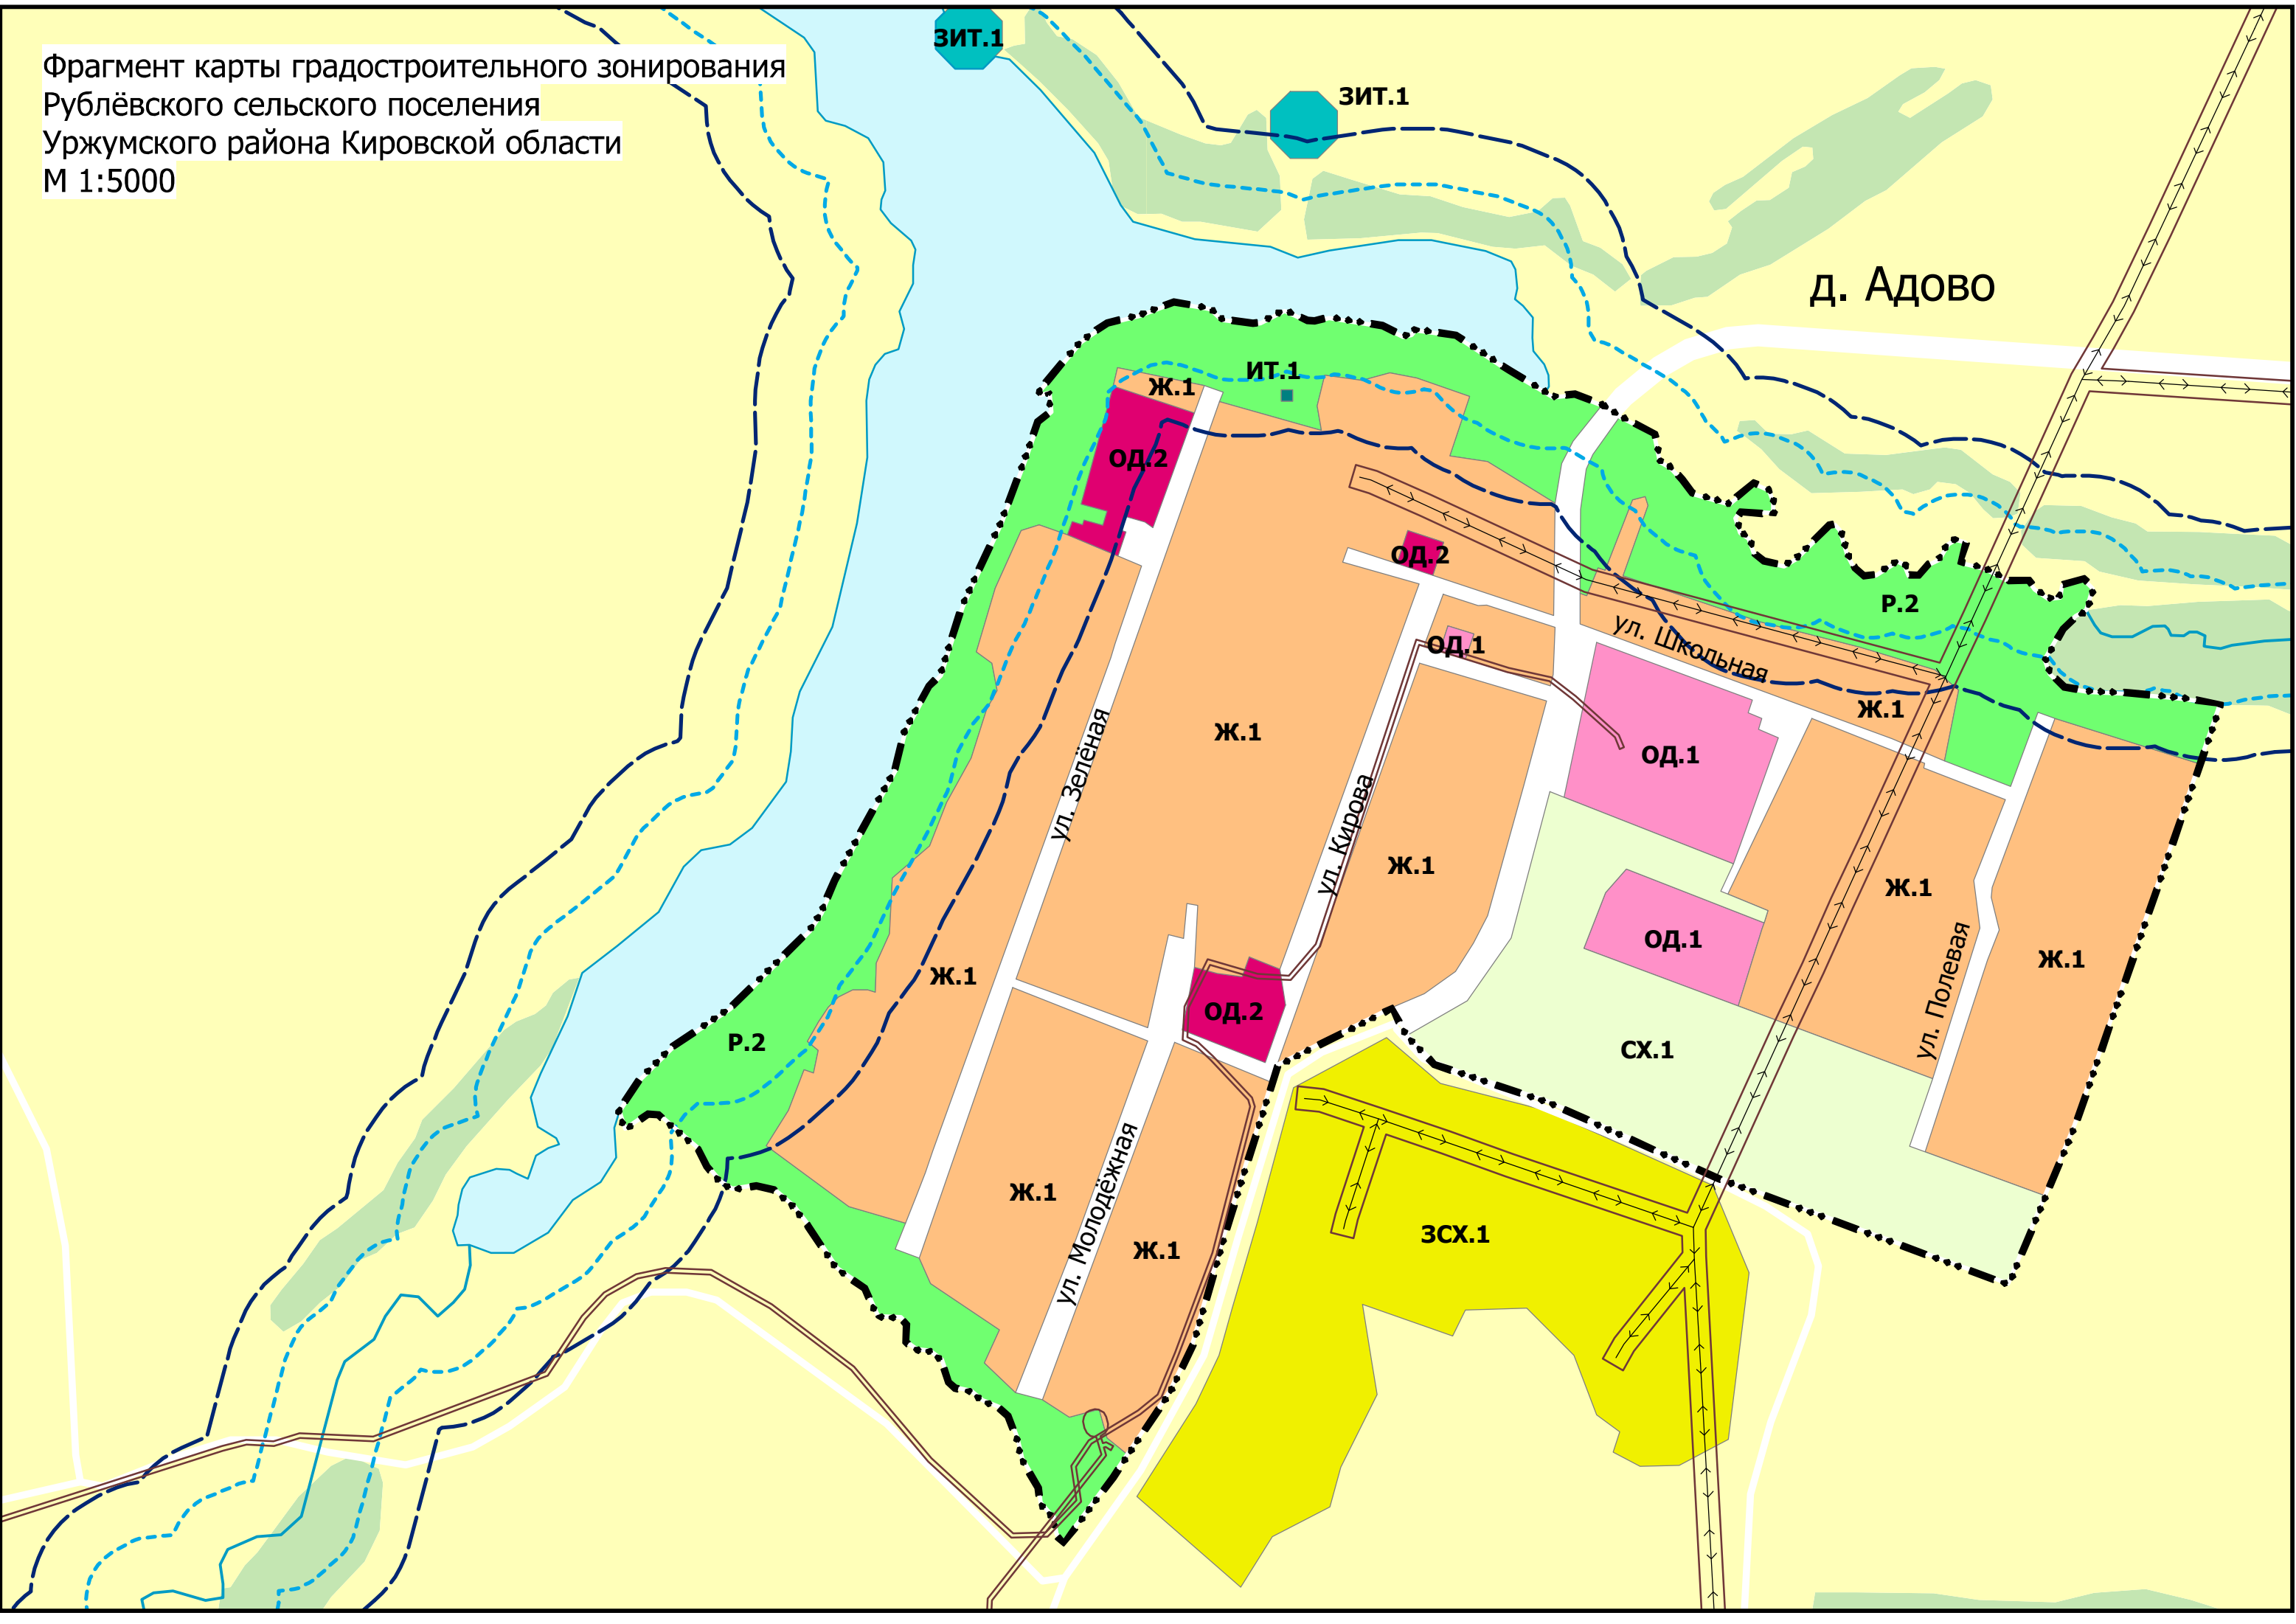 ЗИТ.1
Фрагмент карты градостроительного зонирования
Рублёвского сельского поселения
Уржумского района Кировской области
М 1:5000
ЗИТ.1
д. Адово
ИТ.1
Ж.1
ОД.2
ОД.2
Р.2
ул. Школьная
ОД.1
Ж.1
Ж.1
ОД.1
ул. Зелёная
ул. Кирова
Ж.1
Ж.1
ОД.1
Ж.1
Ж.1
ул. Полевая
ОД.2
Р.2
СХ.1
Ж.1
ул. Молодёжная
ЗСХ.1
Ж.1